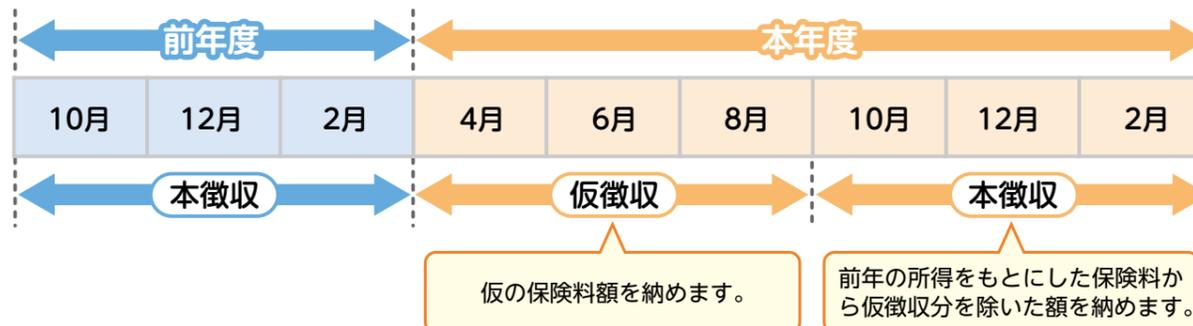 前年度
本年度
10月
12月
2月
4月
6月
8月
10月
12月
2月
本徴収
仮徴収
本徴収
仮の保険料額を納めます。
前年の所得をもとにした保険料か
ら仮徴収分を除いた額を納めます。